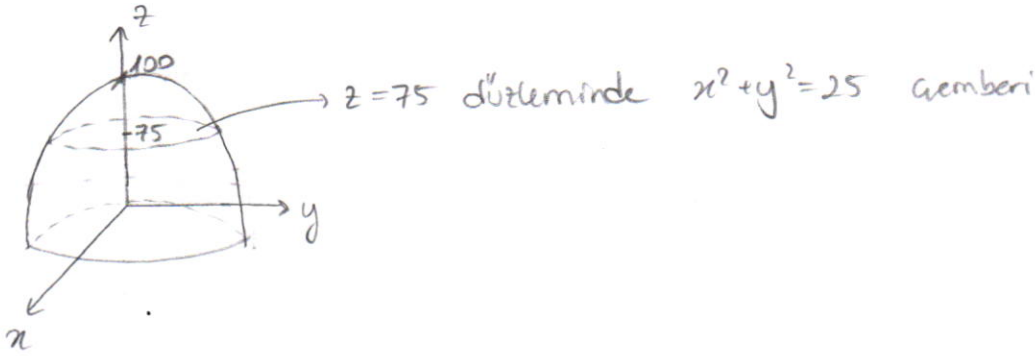 z
100
z = 75 düzleminde x² + y² = 25 çemberi
75
y
x